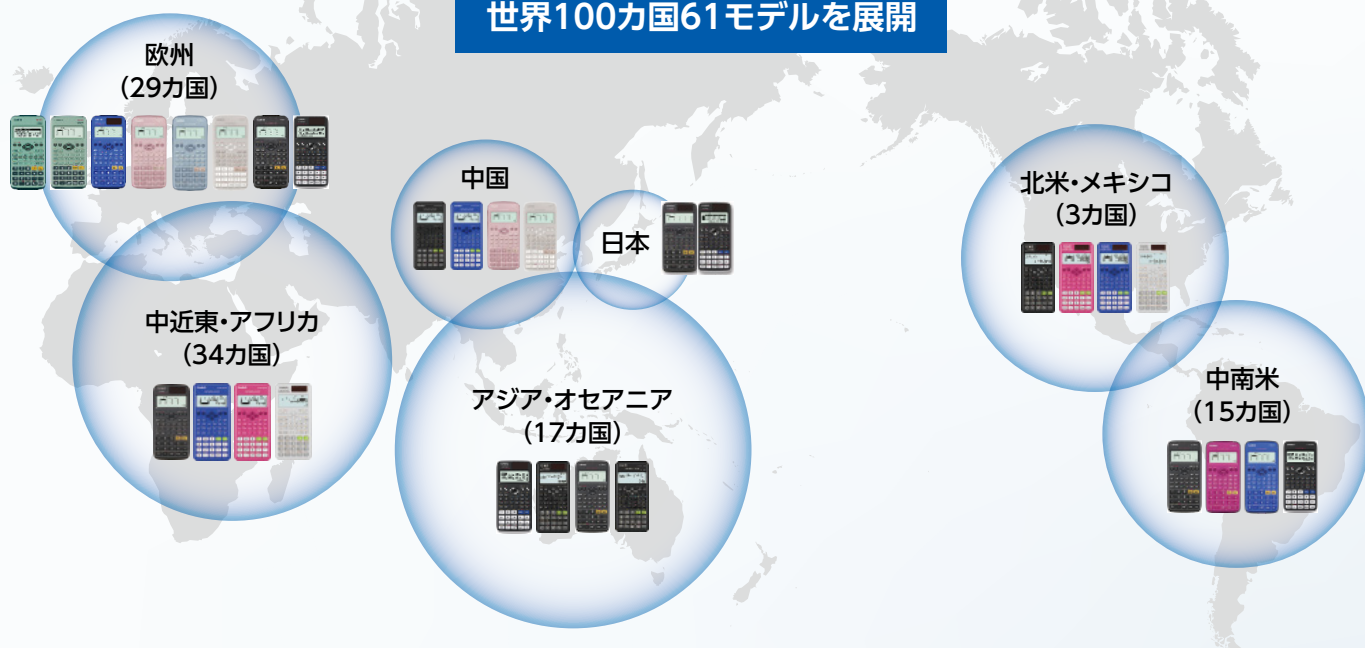 世界100カ国61モデルを展開
欧州
（29カ国）
中国
日本
北米・メキシコ
（3カ国）
中近東・アフリカ
（34カ国）
アジア・オセアニア
（17カ国）
中南米
（15カ国）